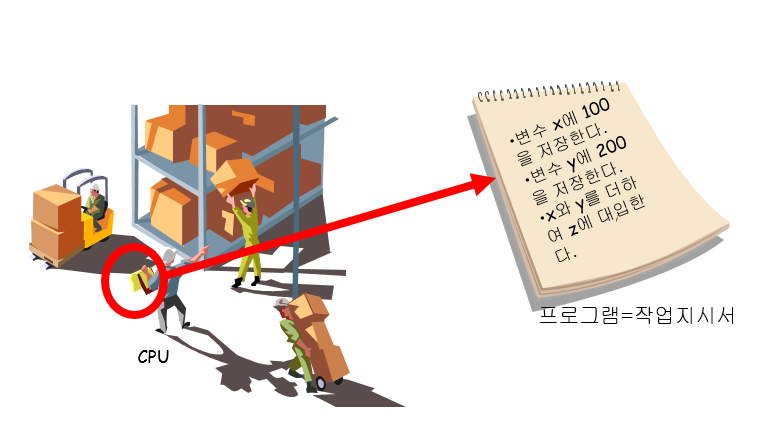 •변수 x에 100
을 저장한다.
•변수 y에 200
을 저장한다.
•x와 y를 더하
여 z에 대입한
다.
프로그램=작업지시서
CPU